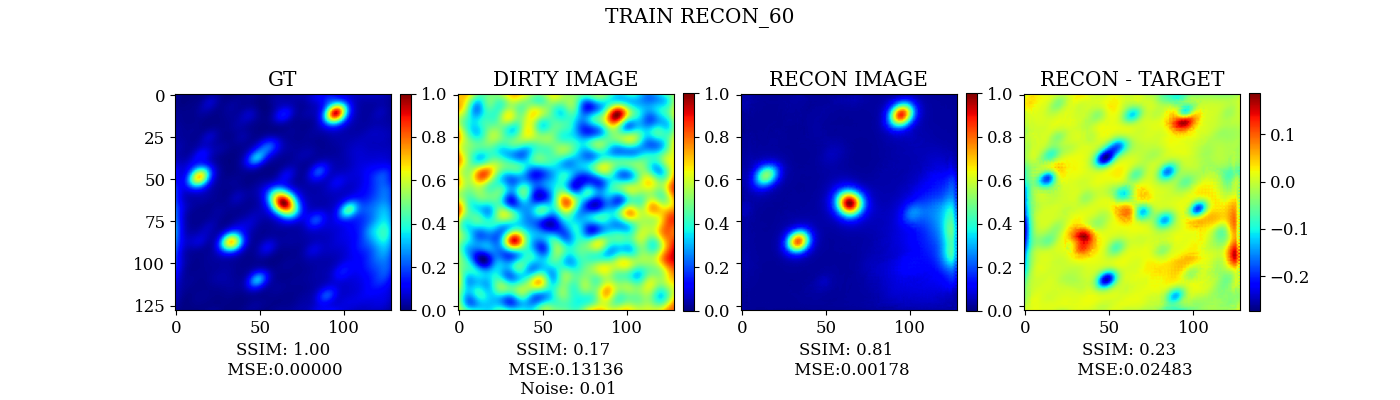 TRAIN RECON_60
GT
DIRTY IMAGE
RECON IMAGE
RECON - TARGET
0
25
50
75
100
125
0 50 100
1.0
0.8
0.6
0.4
0.2
0.0
0 100
50
1.0
0.8
0.6
0.4
0.2
0.0
0 50 100
1.0
0.8
0.6
0.4
0.2
0.0
0 50 100
0.1
0.0
−0.1
−0.2
SSIM: 1.00
MSE:0.00000
SSIM: 0.17
MSE:0.13136
Noise: 0.01
SSIM: 0.81
MSE:0.00178
SSIM: 0.23
MSE:0.02483